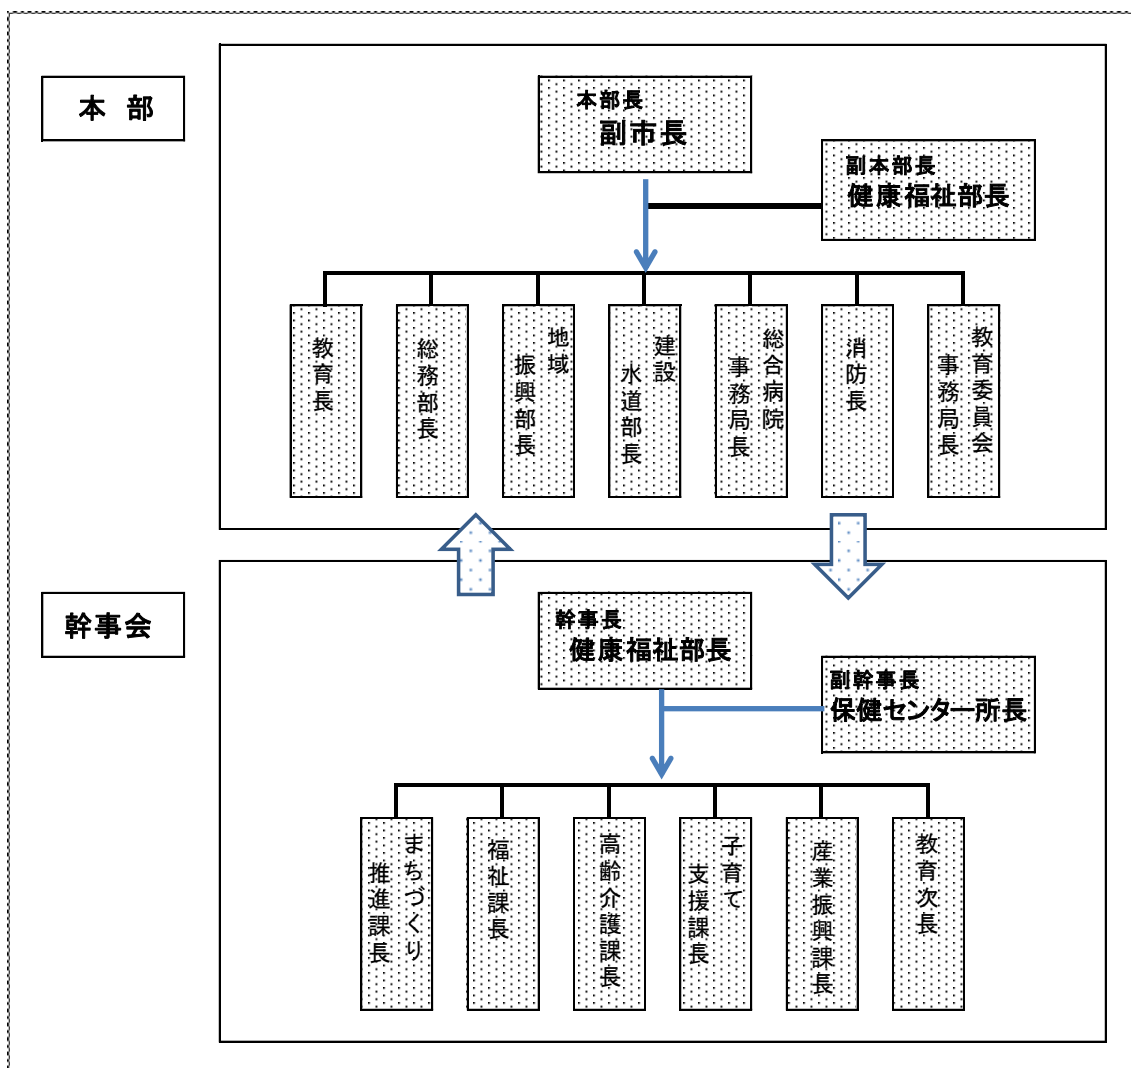 本 部
本部長
副市長
副本部長
健康福祉部長
教育長
総務部長
地域
振興部長
建設
水道部長
総合病院
事務局長
消防長
教育委員会
事務局長
幹事会
幹事長
健康福祉部長
副幹事長
保健センター所長
まちづくり
推進課長
福祉課長
高齢介護課長
子育て
支援課長
産業振興課長
教育次長